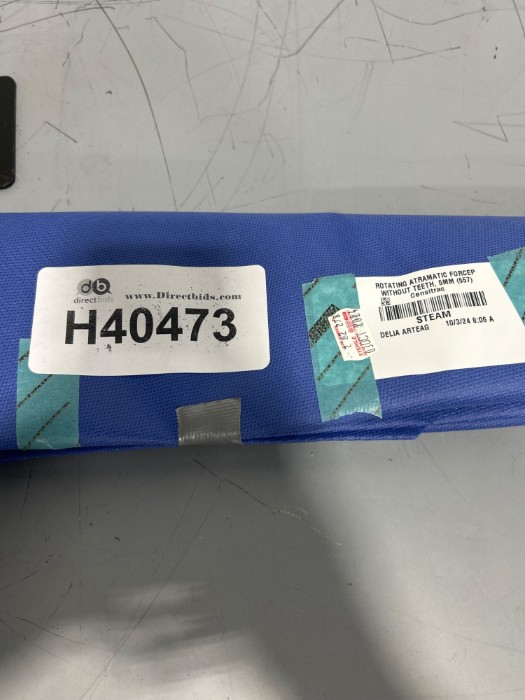 db
direct bids
www.Directbids.com
H40473
ROTATING ATRAMATIC FORCEP
WITHOUT TEETH, 5MM (557)
Censitrac
STEAM
DELIA ARTEAG 10/3/24 6:06 A